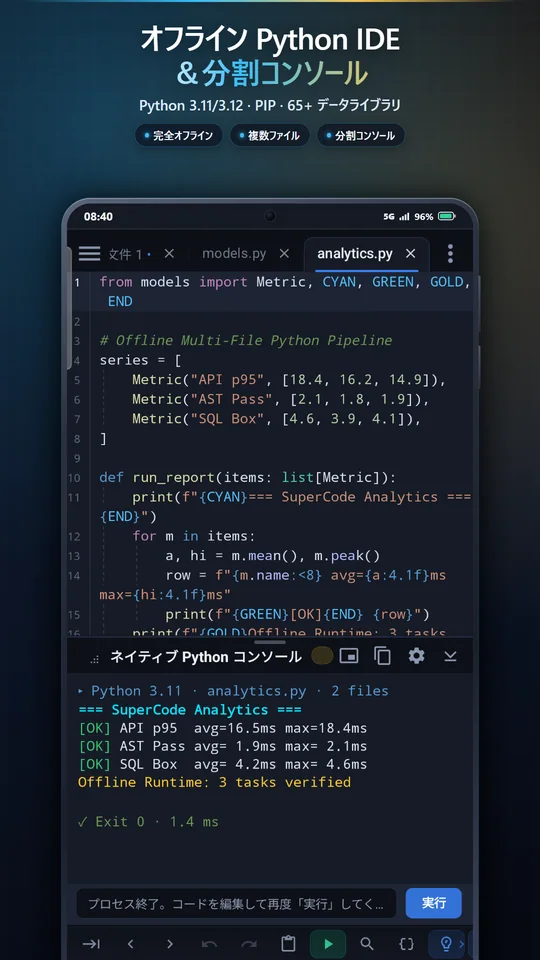 オフライン Python IDE
＆分割コンソール
Python 3.11/3.12 · PIP · 65+ データライブラリ
完全オフライン 複数ファイル 分割コンソール
08:40 5G 96%
文件 1 • × models.py × analytics.py ×
1 from models import Metric, CYAN, GREEN, GOLD,
END
2
3 # Offline Multi-File Python Pipeline
4 series = [
5 Metric("API p95", [18.4, 16.2, 14.9]),
6 Metric("AST Pass", [2.1, 1.8, 1.9]),
7 Metric("SQL Box", [4.6, 3.9, 4.1]),
8 ]
9
10 def run_report(items: list[Metric]):
11 print(f"{CYAN}=== SuperCode Analytics ===
{END}")
12 for m in items:
13 a, hi = m.mean(), m.peak()
14 row = f"{m.name:<8} avg={a:4.1f}ms
max={hi:4.1f}ms"
15 print(f"{GREEN}[OK]{END} {row}")
16 print(f"{GOLD}Offline Runtime: 3 tasks
ネイティブ Python コンソール
▸ Python 3.11 · analytics.py · 2 files
=== SuperCode Analytics ===
[OK] API p95 avg=16.5ms max=18.4ms
[OK] AST Pass avg= 1.9ms max= 2.1ms
[OK] SQL Box avg= 4.2ms max= 4.6ms
Offline Runtime: 3 tasks verified
✓ Exit 0 · 1.4 ms
プロセス終了。コードを編集して再度「実行」してく... 実行